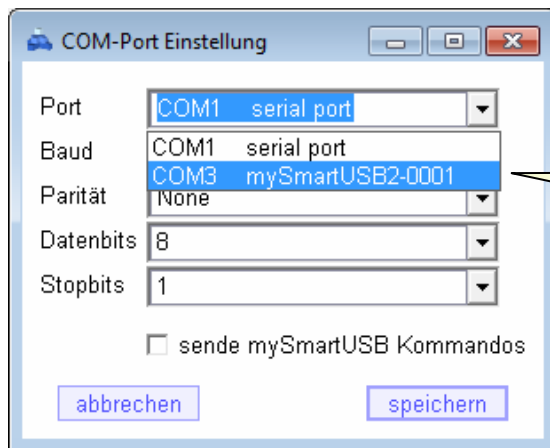 COM-Port Einstellung
Port COM1 serial port
Baud COM1 serial port
COM3 mySmartUSB2-0001
Parität None
Datenbits 8
Stopbits 1
sende mySmartUSB Kommandos
abbrechen speichern